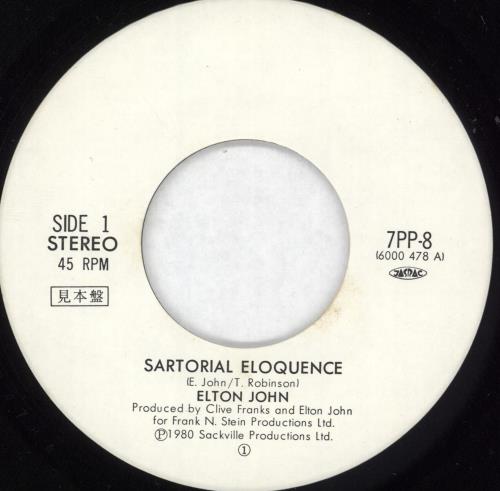 SIDE 1
STEREO
45 RPM
見本盤
7PP-8
(6000 478 A)
JASRAC
SARTORIAL ELOQUENCE
(E. John/T. Robinson)
ELTON JOHN
Produced by Clive Franks and Elton John
for Frank N. Stein Productions Ltd.
Ⓟ1980 Sackville Productions Ltd.
①